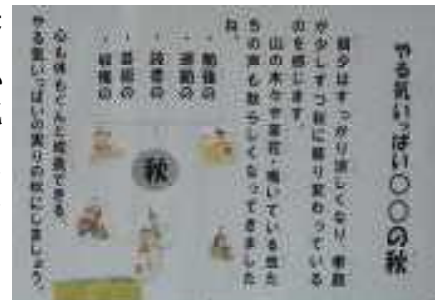 やる気いっぱい〇〇の秋
朝夕はすっかり涼しくなり、季節
が少しずつ秋に移り変わっている
のを感じます。
山の木々や草花・鳴いている虫た
ちの声も秋らしくなってきました
ね。
・勉強の
・運動の
・読書の
・芸術の
・収穫の
秋
心も体もぐんと成長できる、
やる気いっぱいの実りの秋にしましょう。